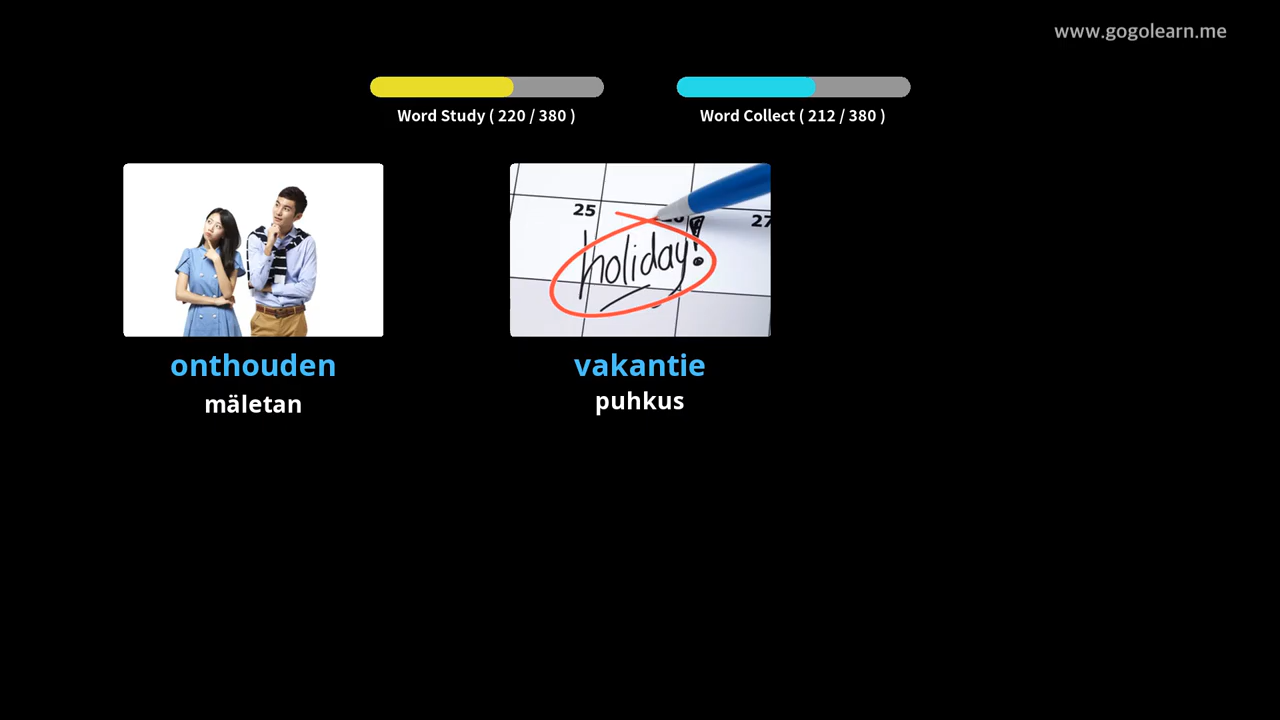 www.gogolearn.me
Word Study ( 220 / 380 )
Word Collect ( 212 / 380 )
25
27
holiday!
onthouden
vakantie
mäletan
puhkus